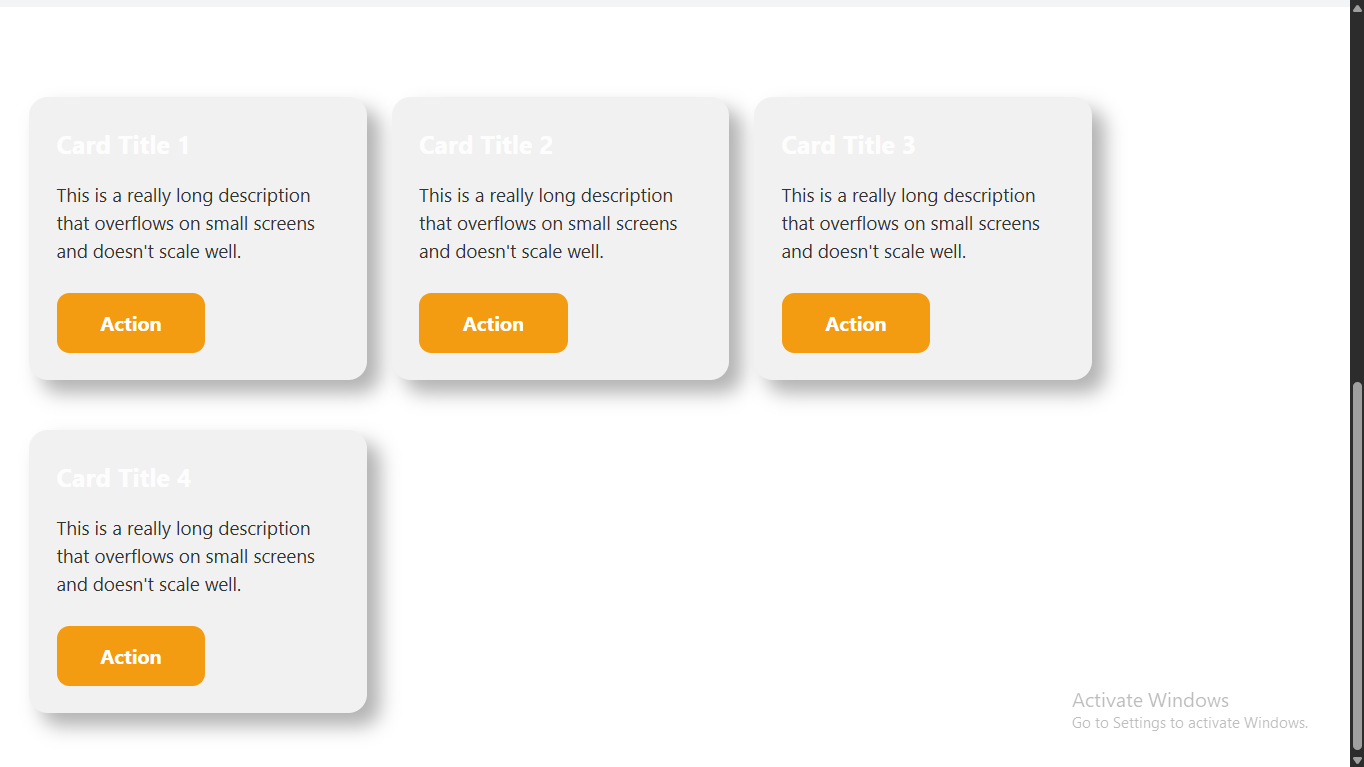 Card Title 1
This is a really long description
that overflows on small screens
and doesn't scale well.
Action
Card Title 2
This is a really long description
that overflows on small screens
and doesn't scale well.
Action
Card Title 3
This is a really long description
that overflows on small screens
and doesn't scale well.
Action
Card Title 4
This is a really long description
that overflows on small screens
and doesn't scale well.
Action
Activate Windows
Go to Settings to activate Windows.